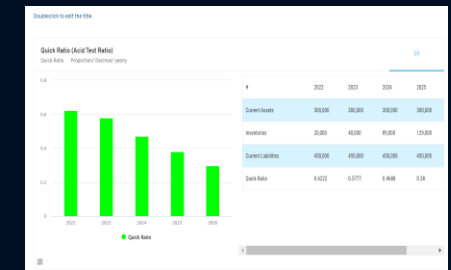 Doubleclick to edit the title.
Quick Ratio (Acid Test Ratio)
Quick Ratio Proportion/ Decimal/ yearly
0.8
0.6
0.4
0.2
0
2022 2023 2024 2025 2026
Quick Ratio
# 2022 2023 2024 2025
Current Assets 300,000 300,000 300,000 300,000
Inventories 20,000 40,000 89,000 129,000
Current Liabilities 450,000 450,000 450,000 450,000
Quick Ratio 0.6222 0.5777 0.4688 0.38